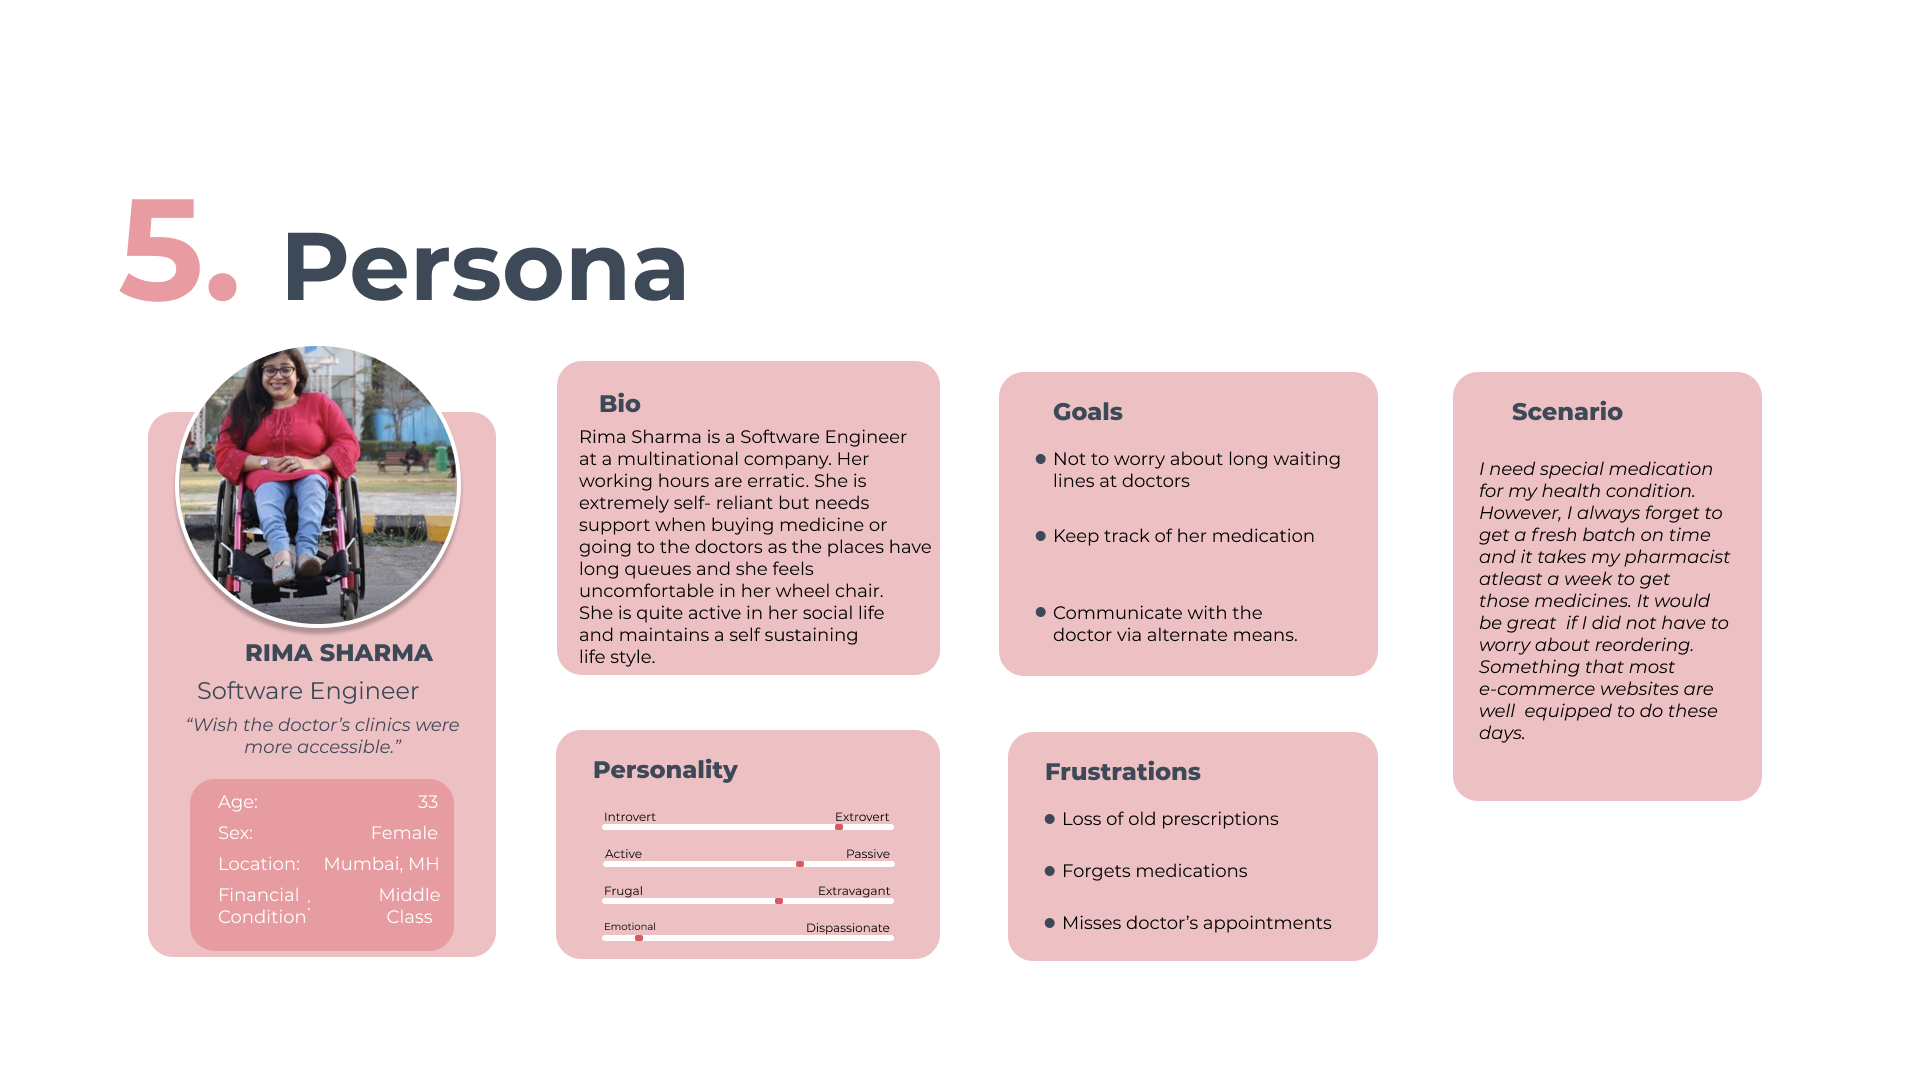 5. Persona
RIMA SHARMA
Software Engineer
“Wish the doctor’s clinics were
more accessible.”
Age: 33
Sex: Female
Location: Mumbai, MH
Financial Condition : Middle Class
Bio
Rima Sharma is a Software Engineer
at a multinational company. Her
working hours are erratic. She is
extremely self- reliant but needs
support when buying medicine or
going to the doctors as the places have
long queues and she feels
uncomfortable in her wheel chair.
She is quite active in her social life
and maintains a self sustaining
life style.
Personality
Introvert Extrovert
Active Passive
Frugal Extravagant
Emotional Dispassionate
Goals
Not to worry about long waiting
lines at doctors
Keep track of her medication
Communicate with the
doctor via alternate means.
Frustrations
Loss of old prescriptions
Forgets medications
Misses doctor’s appointments
Scenario
I need special medication
for my health condition.
However, I always forget to
get a fresh batch on time
and it takes my pharmacist
atleast a week to get
those medicines. It would
be great if I did not have to
worry about reordering.
Something that most
e-commerce websites are
well equipped to do these
days.